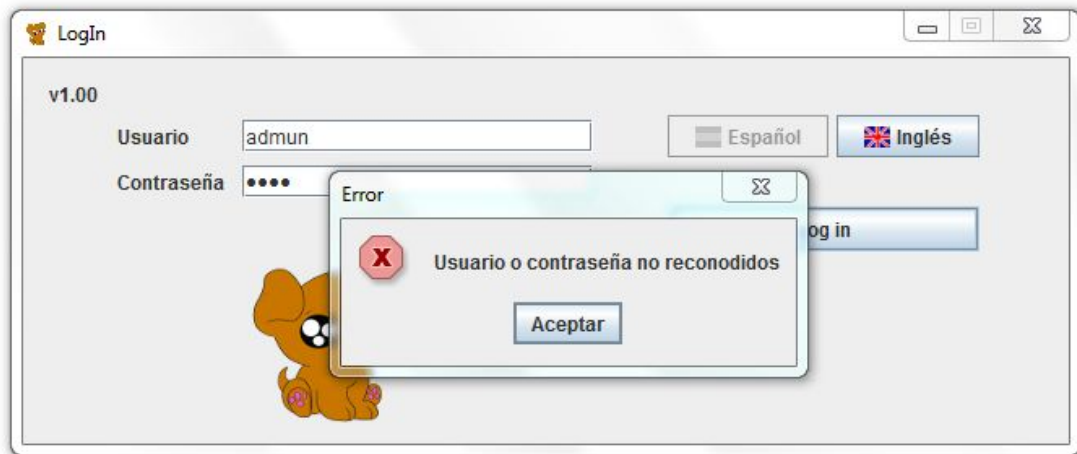 LogIn
v1.00
Usuario admun Español Inglés
Contraseña ••••
Error
og in
Usuario o contraseña no reconodidos
Aceptar